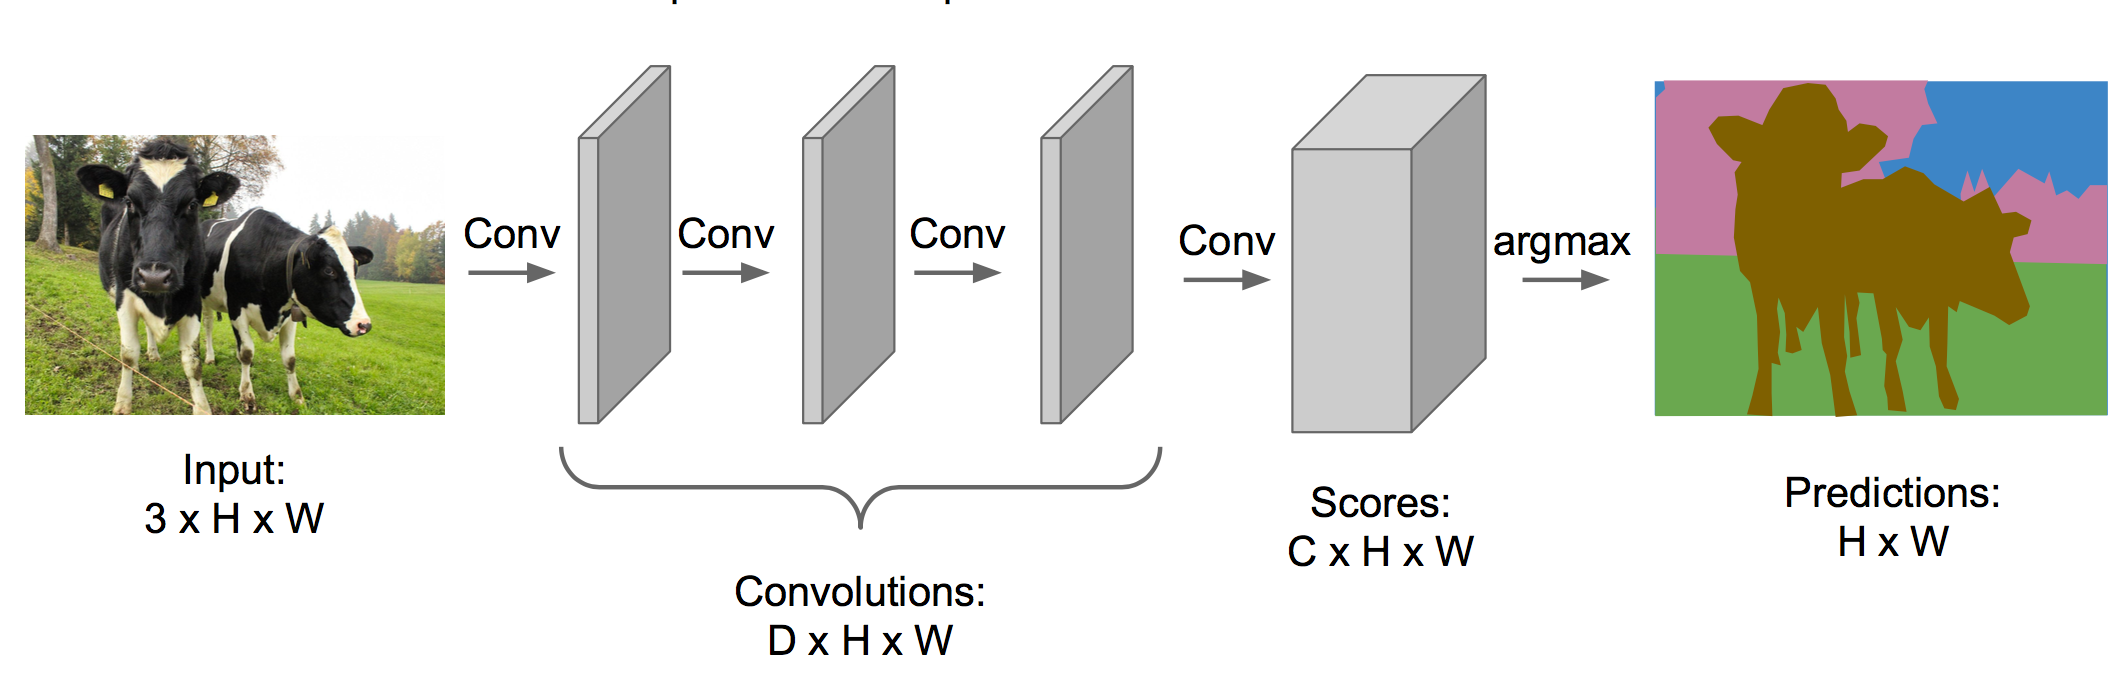 Conv
Conv
Conv
Conv
argmax
Input:
3 x H x W
Convolutions:
D x H x W
Scores:
C x H x W
Predictions:
H x W